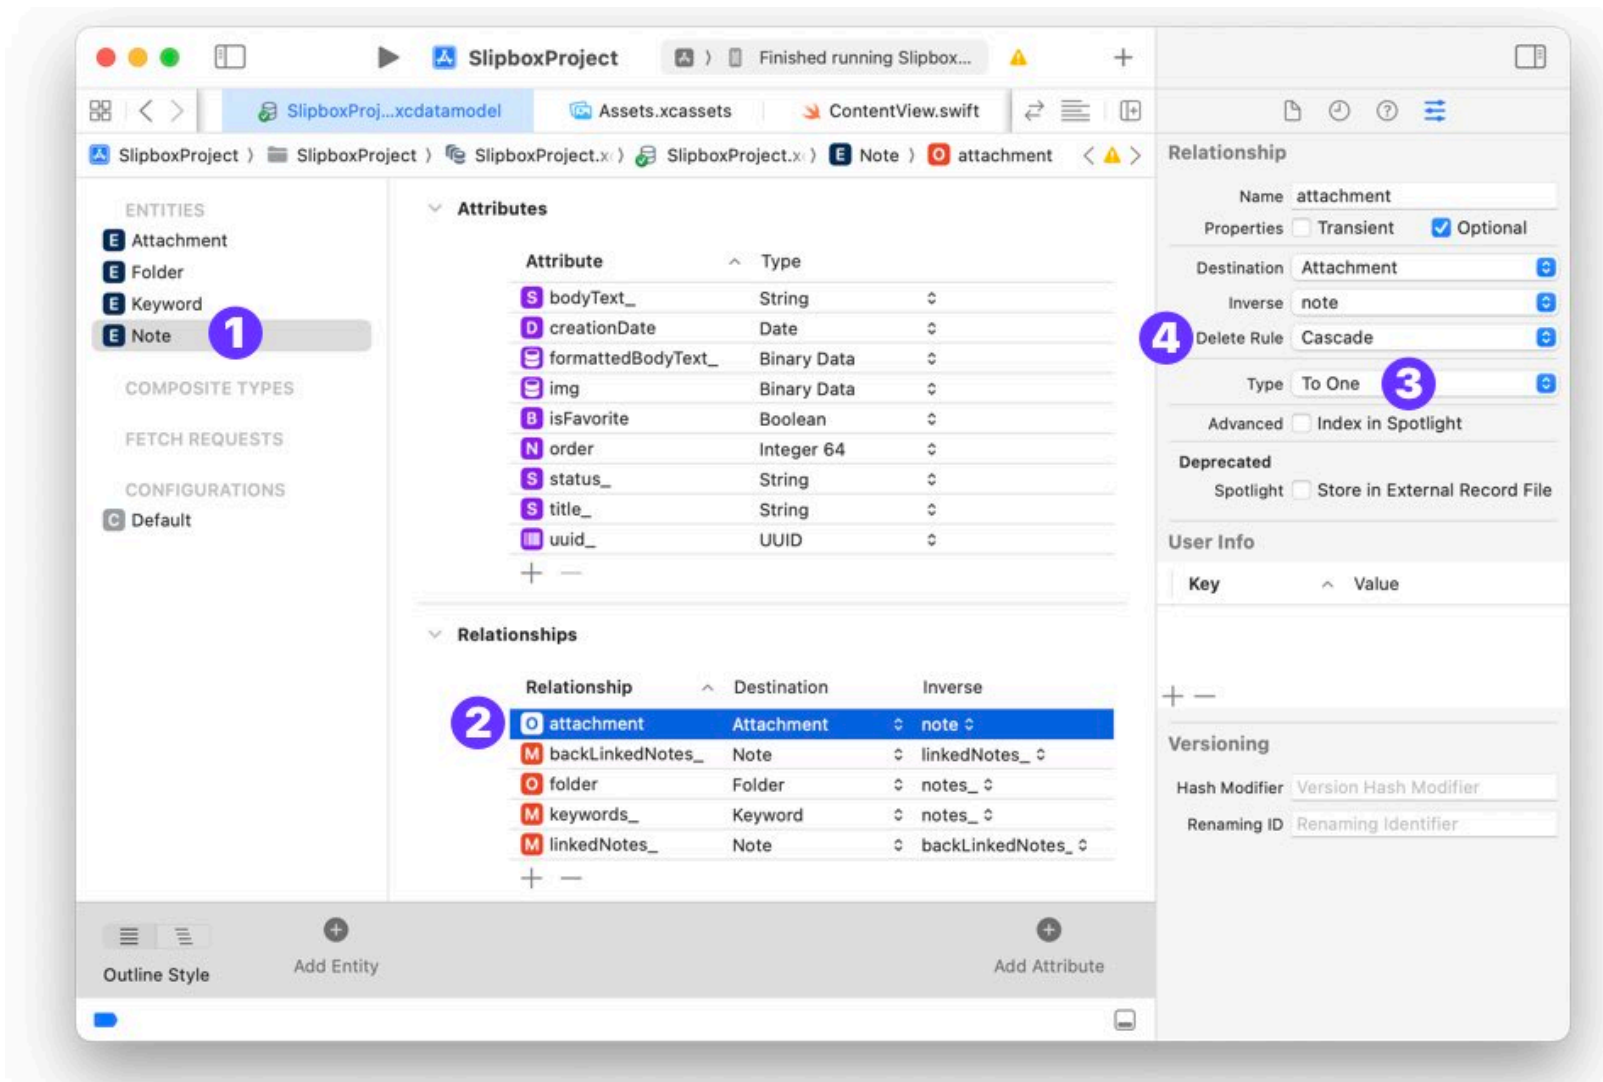 SlipboxProject
Finished running Slipbox...
SlipboxProj...xcdatamodel
Assets.xcassets
ContentView.swift
SlipboxProject
SlipboxProject
SlipboxProject.x
SlipboxProject.x
E Note
O attachment
ENTITIES
E Attachment
E Folder
E Keyword
E Note
1
COMPOSITE TYPES
FETCH REQUESTS
CONFIGURATIONS
C Default
Attributes
Attribute Type
S bodyText_ String
D creationDate Date
formattedBodyText_ Binary Data
img Binary Data
B isFavorite Boolean
N order Integer 64
S status_ String
S title_ String
uuid_ UUID
+ −
Relationships
Relationship Destination Inverse
2
O attachment Attachment note
M backLinkedNotes_ Note linkedNotes_
O folder Folder notes_
M keywords_ Keyword notes_
M linkedNotes_ Note backLinkedNotes_
+ −
Outline Style
Add Entity
Add Attribute
Relationship
Name attachment
Properties Transient Optional
Destination Attachment
Inverse note
4 Delete Rule Cascade
Type To One 3
Advanced Index in Spotlight
Deprecated
Spotlight Store in External Record File
User Info
Key Value
+ −
Versioning
Hash Modifier Version Hash Modifier
Renaming ID Renaming Identifier